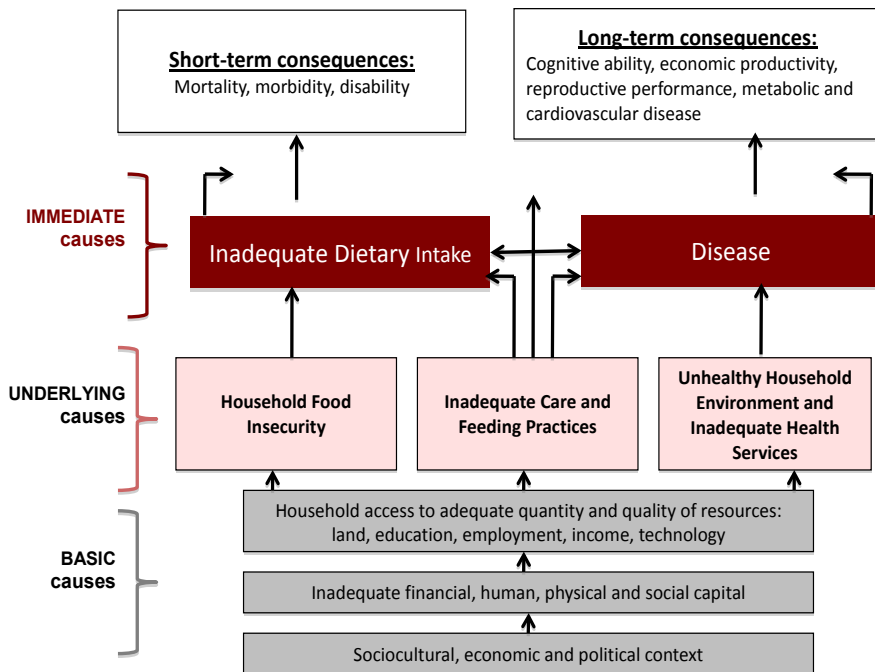 Short-term consequences:
Mortality, morbidity, disability
Long-term consequences:
Cognitive ability, economic productivity,
reproductive performance, metabolic and
cardiovascular disease
IMMEDIATE
causes
Inadequate Dietary Intake
Disease
UNDERLYING
causes
Household Food
Insecurity
Inadequate Care and
Feeding Practices
Unhealthy Household
Environment and
Inadequate Health
Services
BASIC
causes
Household access to adequate quantity and quality of resources:
land, education, employment, income, technology
Inadequate financial, human, physical and social capital
Sociocultural, economic and political context